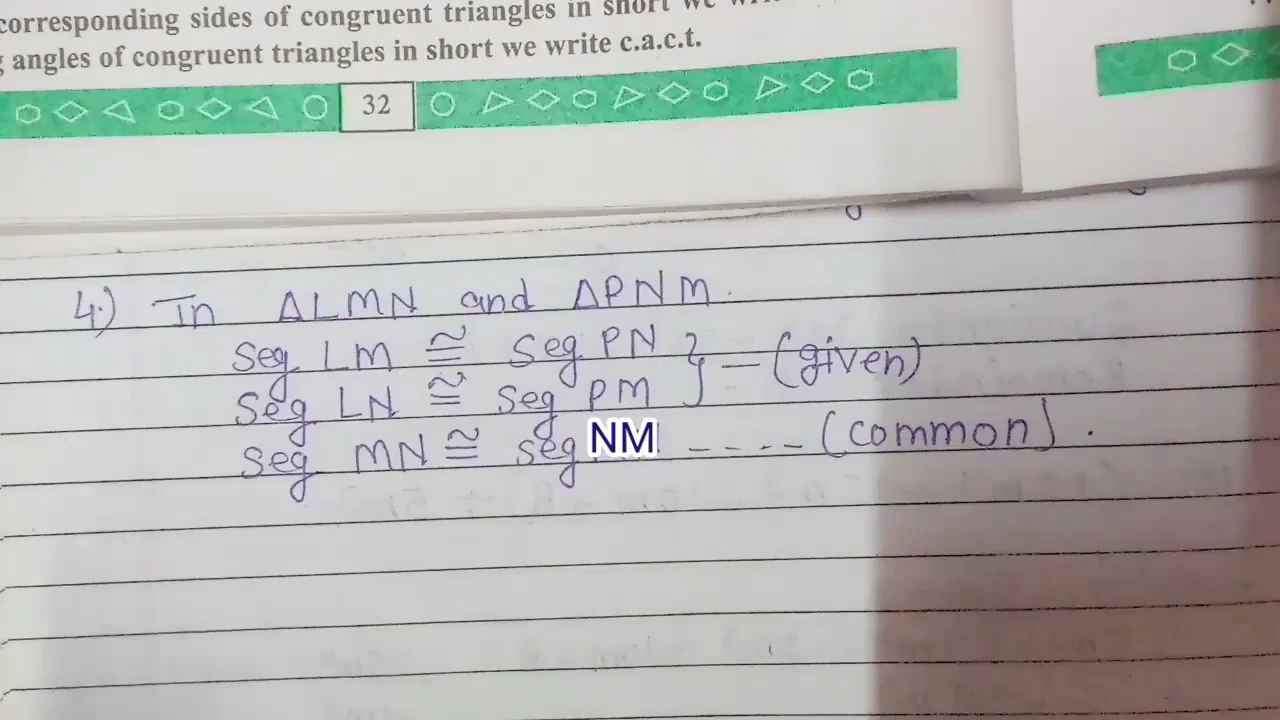 corresponding sides of congruent triangles in short we
angles of congruent triangles in short we write c.a.c.t.
32
4.) In ΔLMN and ΔPNM.
seg LM ≅ seg PN } — (given)
seg LN ≅ seg PM
seg MN ≅ seg NM ---- (common).